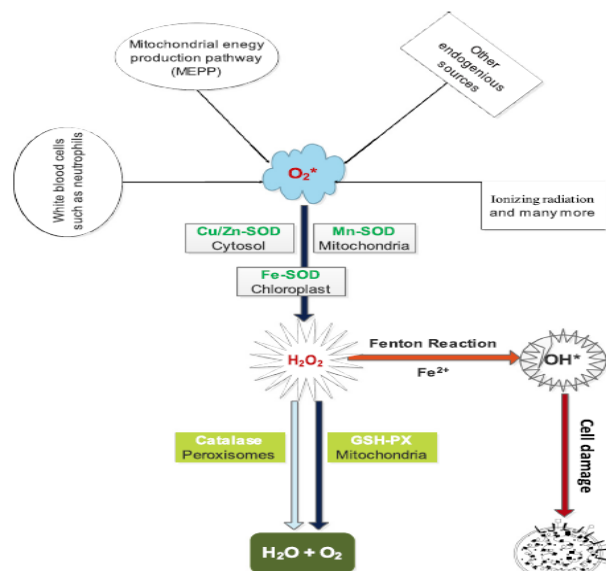 Mitochondrial enegy
production pathway
(MEPP)
Other
endogenious
sources
White blood cells
such as neutrophils
O₂*
Ionizing radiation
and many more
Cu/Zn-SOD
Cytosol
Mn-SOD
Mitochondria
Fe-SOD
Chloroplast
H₂O₂
Fenton Reaction
Fe²⁺
OH*
Catalase
Peroxisomes
GSH-PX
Mitochondria
Cell damage
H₂O + O₂